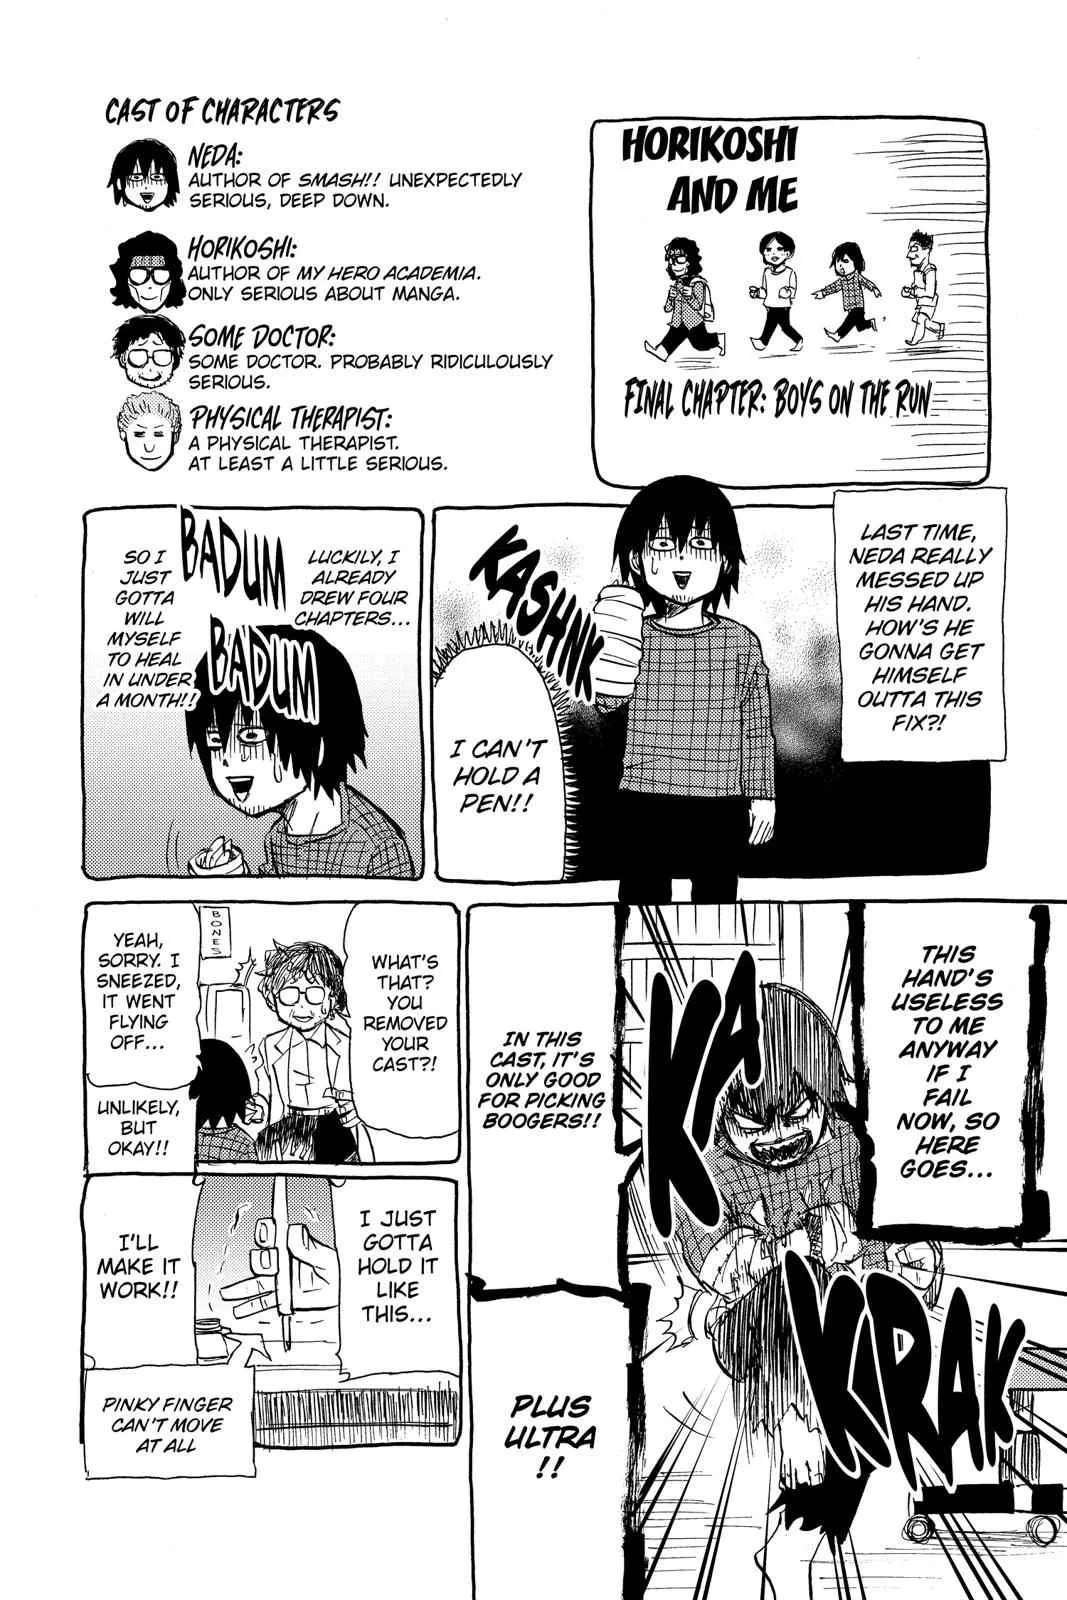 CAST OF CHARACTERS
NEDA:
AUTHOR OF SMASH!! UNEXPECTEDLY
SERIOUS, DEEP DOWN.
HORIKOSHI:
AUTHOR OF MY HERO ACADEMIA.
ONLY SERIOUS ABOUT MANGA.
SOME DOCTOR:
SOME DOCTOR. PROBABLY RIDICULOUSLY
SERIOUS.
PHYSICAL THERAPIST:
A PHYSICAL THERAPIST.
AT LEAST A LITTLE SERIOUS.
HORIKOSHI
AND ME
FINAL CHAPTER: BOYS ON THE RUN
LAST TIME,
NEDA REALLY
MESSED UP
HIS HAND.
HOW'S HE
GONNA GET
HIMSELF
OUTTA THIS
FIX?!
KASHNK
I CAN'T
HOLD A
PEN!!
LUCKILY, I
ALREADY
DREW FOUR
CHAPTERS...
BADUM
BADUM
SO I
JUST
GOTTA
WILL
MYSELF
TO HEAL
IN UNDER
A MONTH!!
THIS
HAND'S
USELESS
TO ME
ANYWAY
IF I
FAIL
NOW, SO
HERE
GOES...
KA
KRAK
IN THIS
CAST, IT'S
ONLY GOOD
FOR PICKING
BOOGERS!!
PLUS
ULTRA
!!
BONES
WHAT'S
THAT?
YOU
REMOVED
YOUR
CAST?!
YEAH,
SORRY. I
SNEEZED,
IT WENT
FLYING
OFF...
UNLIKELY,
BUT
OKAY!!
I JUST
GOTTA
HOLD IT
LIKE
THIS...
I'LL
MAKE IT
WORK!!
PINKY FINGER
CAN'T MOVE
AT ALL